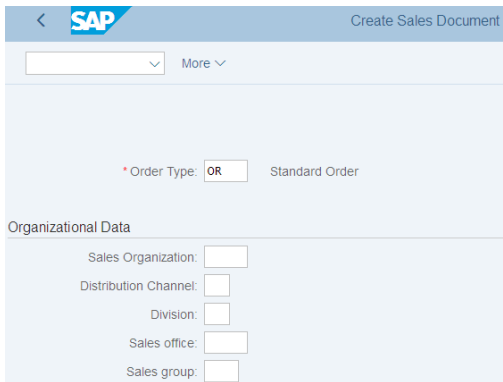 SAP Create Sales Document
More
* Order Type: OR Standard Order
Organizational Data
Sales Organization:
Distribution Channel:
Division:
Sales office:
Sales group: